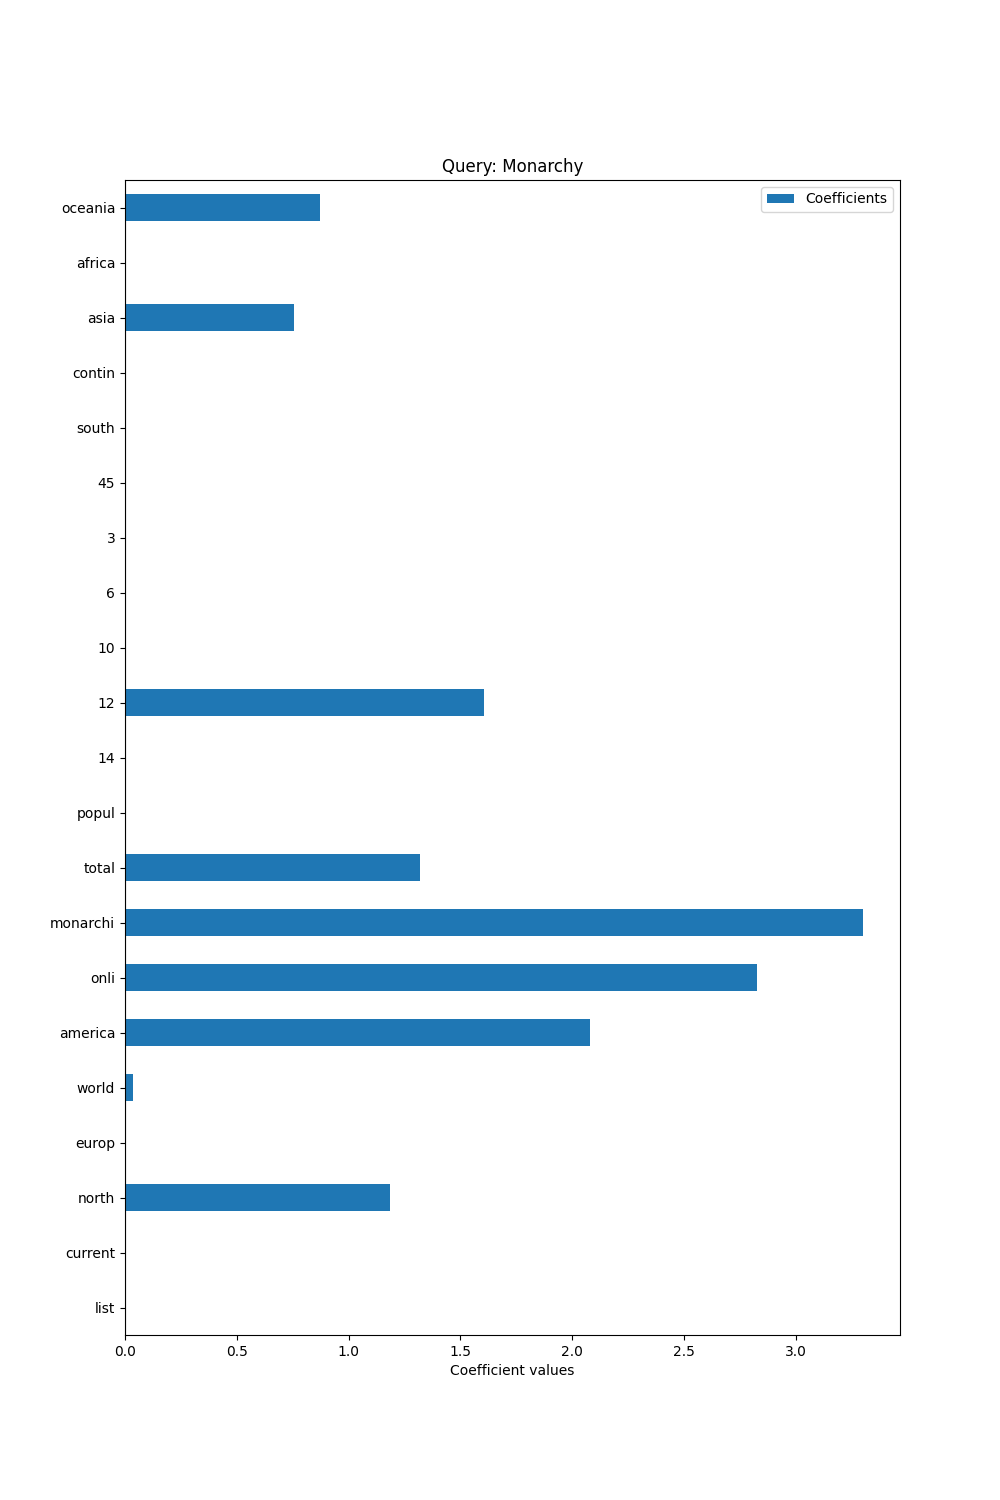 Query: Monarchy
Coefficients
oceania
africa
asia
contin
south
45
3
6
10
12
14
popul
total
monarchi
onli
america
world
europ
north
current
list
0.0 0.5 1.0 1.5 2.0 2.5 3.0
Coefficient values